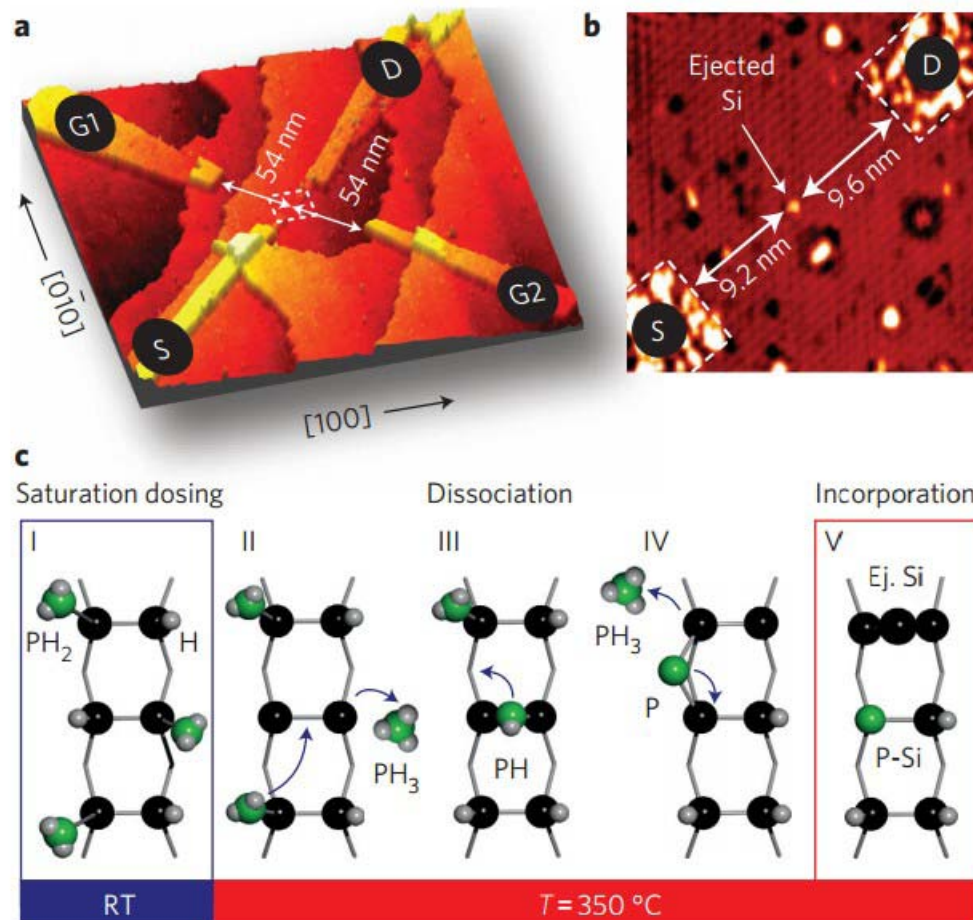 a
G1
D
54 nm
54 nm
S
G2
[01̄0]
[100]
b
Ejected
Si
D
9.6 nm
9.2 nm
S
c
Saturation dosing
Dissociation
Incorporation
I
II
III
IV
V
PH₂
H
PH₃
PH
PH₃
P
Ej. Si
P-Si
RT
T = 350 °C